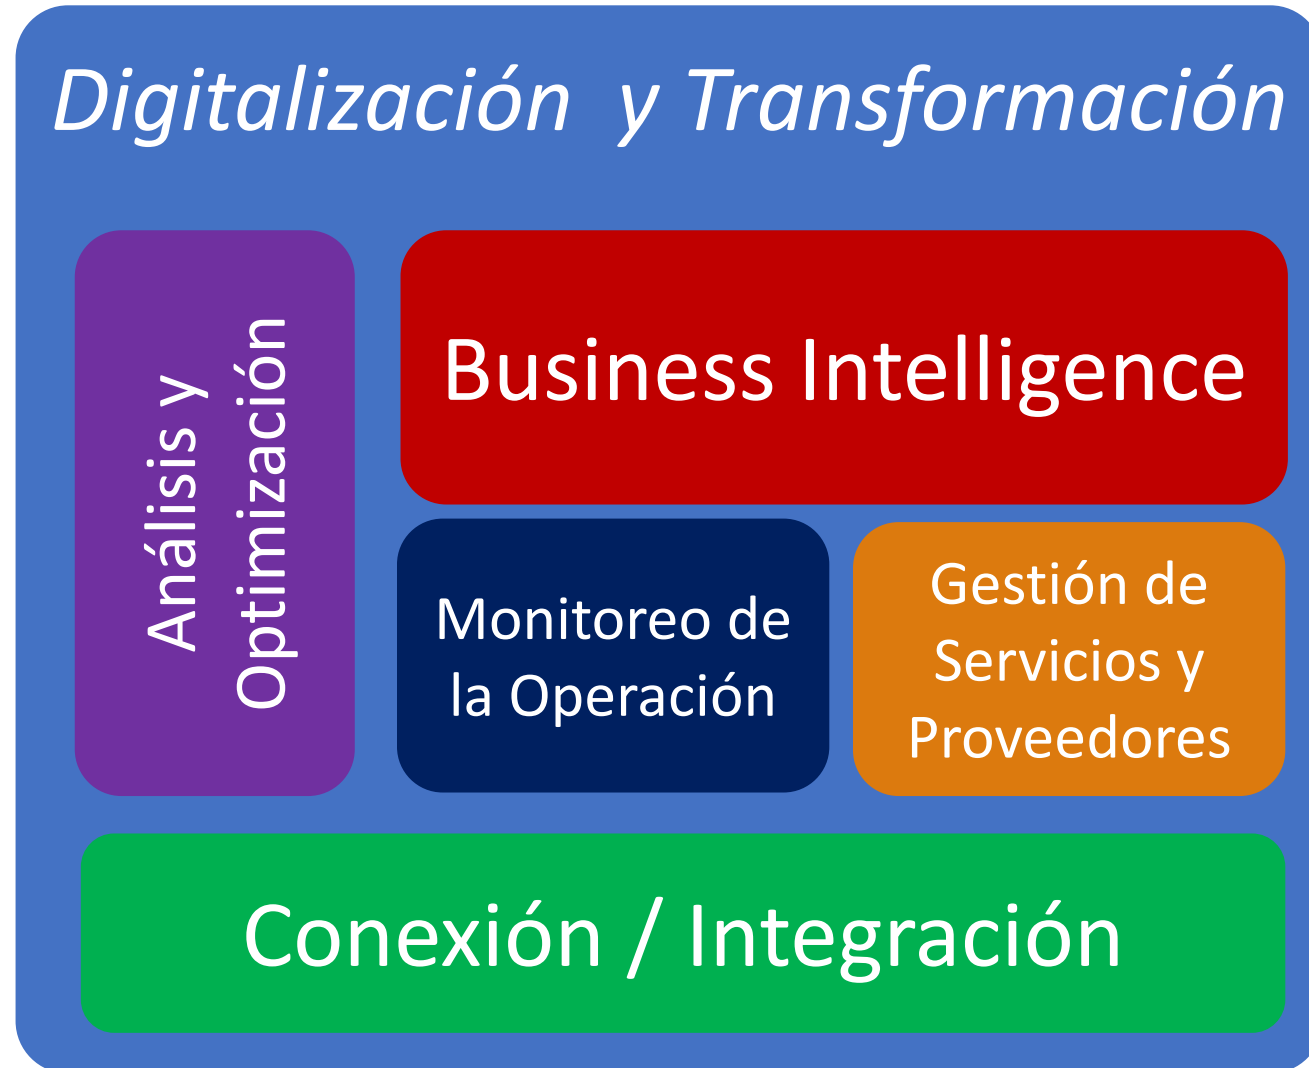 Digitalización y Transformación
Análisis y
Optimización
Business Intelligence
Monitoreo de
la Operación
Gestión de
Servicios y
Proveedores
Conexión / Integración